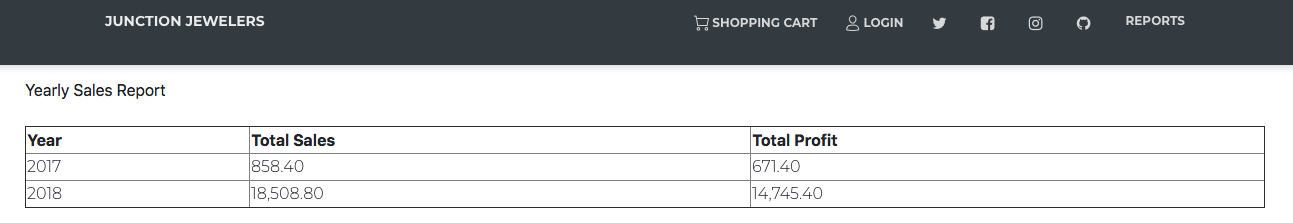 JUNCTION JEWELERS SHOPPING CART LOGIN REPORTS
Yearly Sales Report
Year Total Sales Total Profit
2017 858.40 671.40
2018 18,508.80 14,745.40